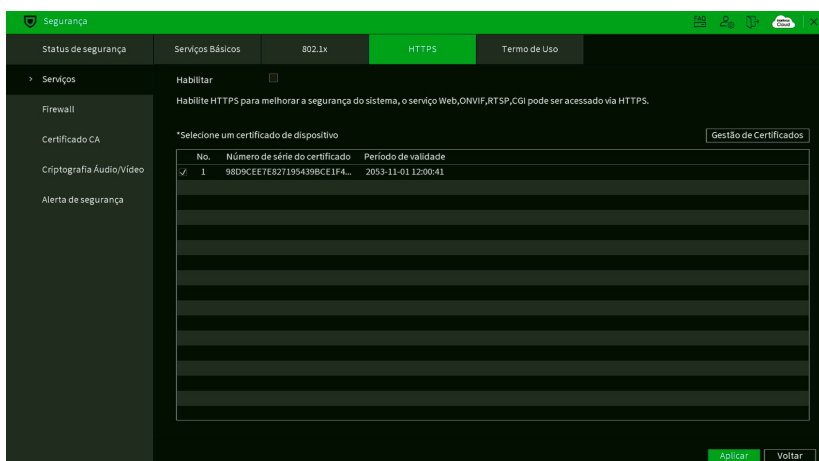 Segurança
FAQ
Cloud
Status de segurança
Serviços Básicos
802.1x
HTTPS
Termo de Uso
> Serviços
Firewall
Certificado CA
Criptografia Áudio/Vídeo
Alerta de segurança
Habilitar
Habilite HTTPS para melhorar a segurança do sistema, o serviço Web,ONVIF,RTSP,CGI pode ser acessado via HTTPS.
*Selecione um certificado de dispositivo
Gestão de Certificados
No. Número de série do certificado Período de validade
1 98D9CEE7E827195439BCE1F4... 2053-11-01 12:00:41
Aplicar
Voltar